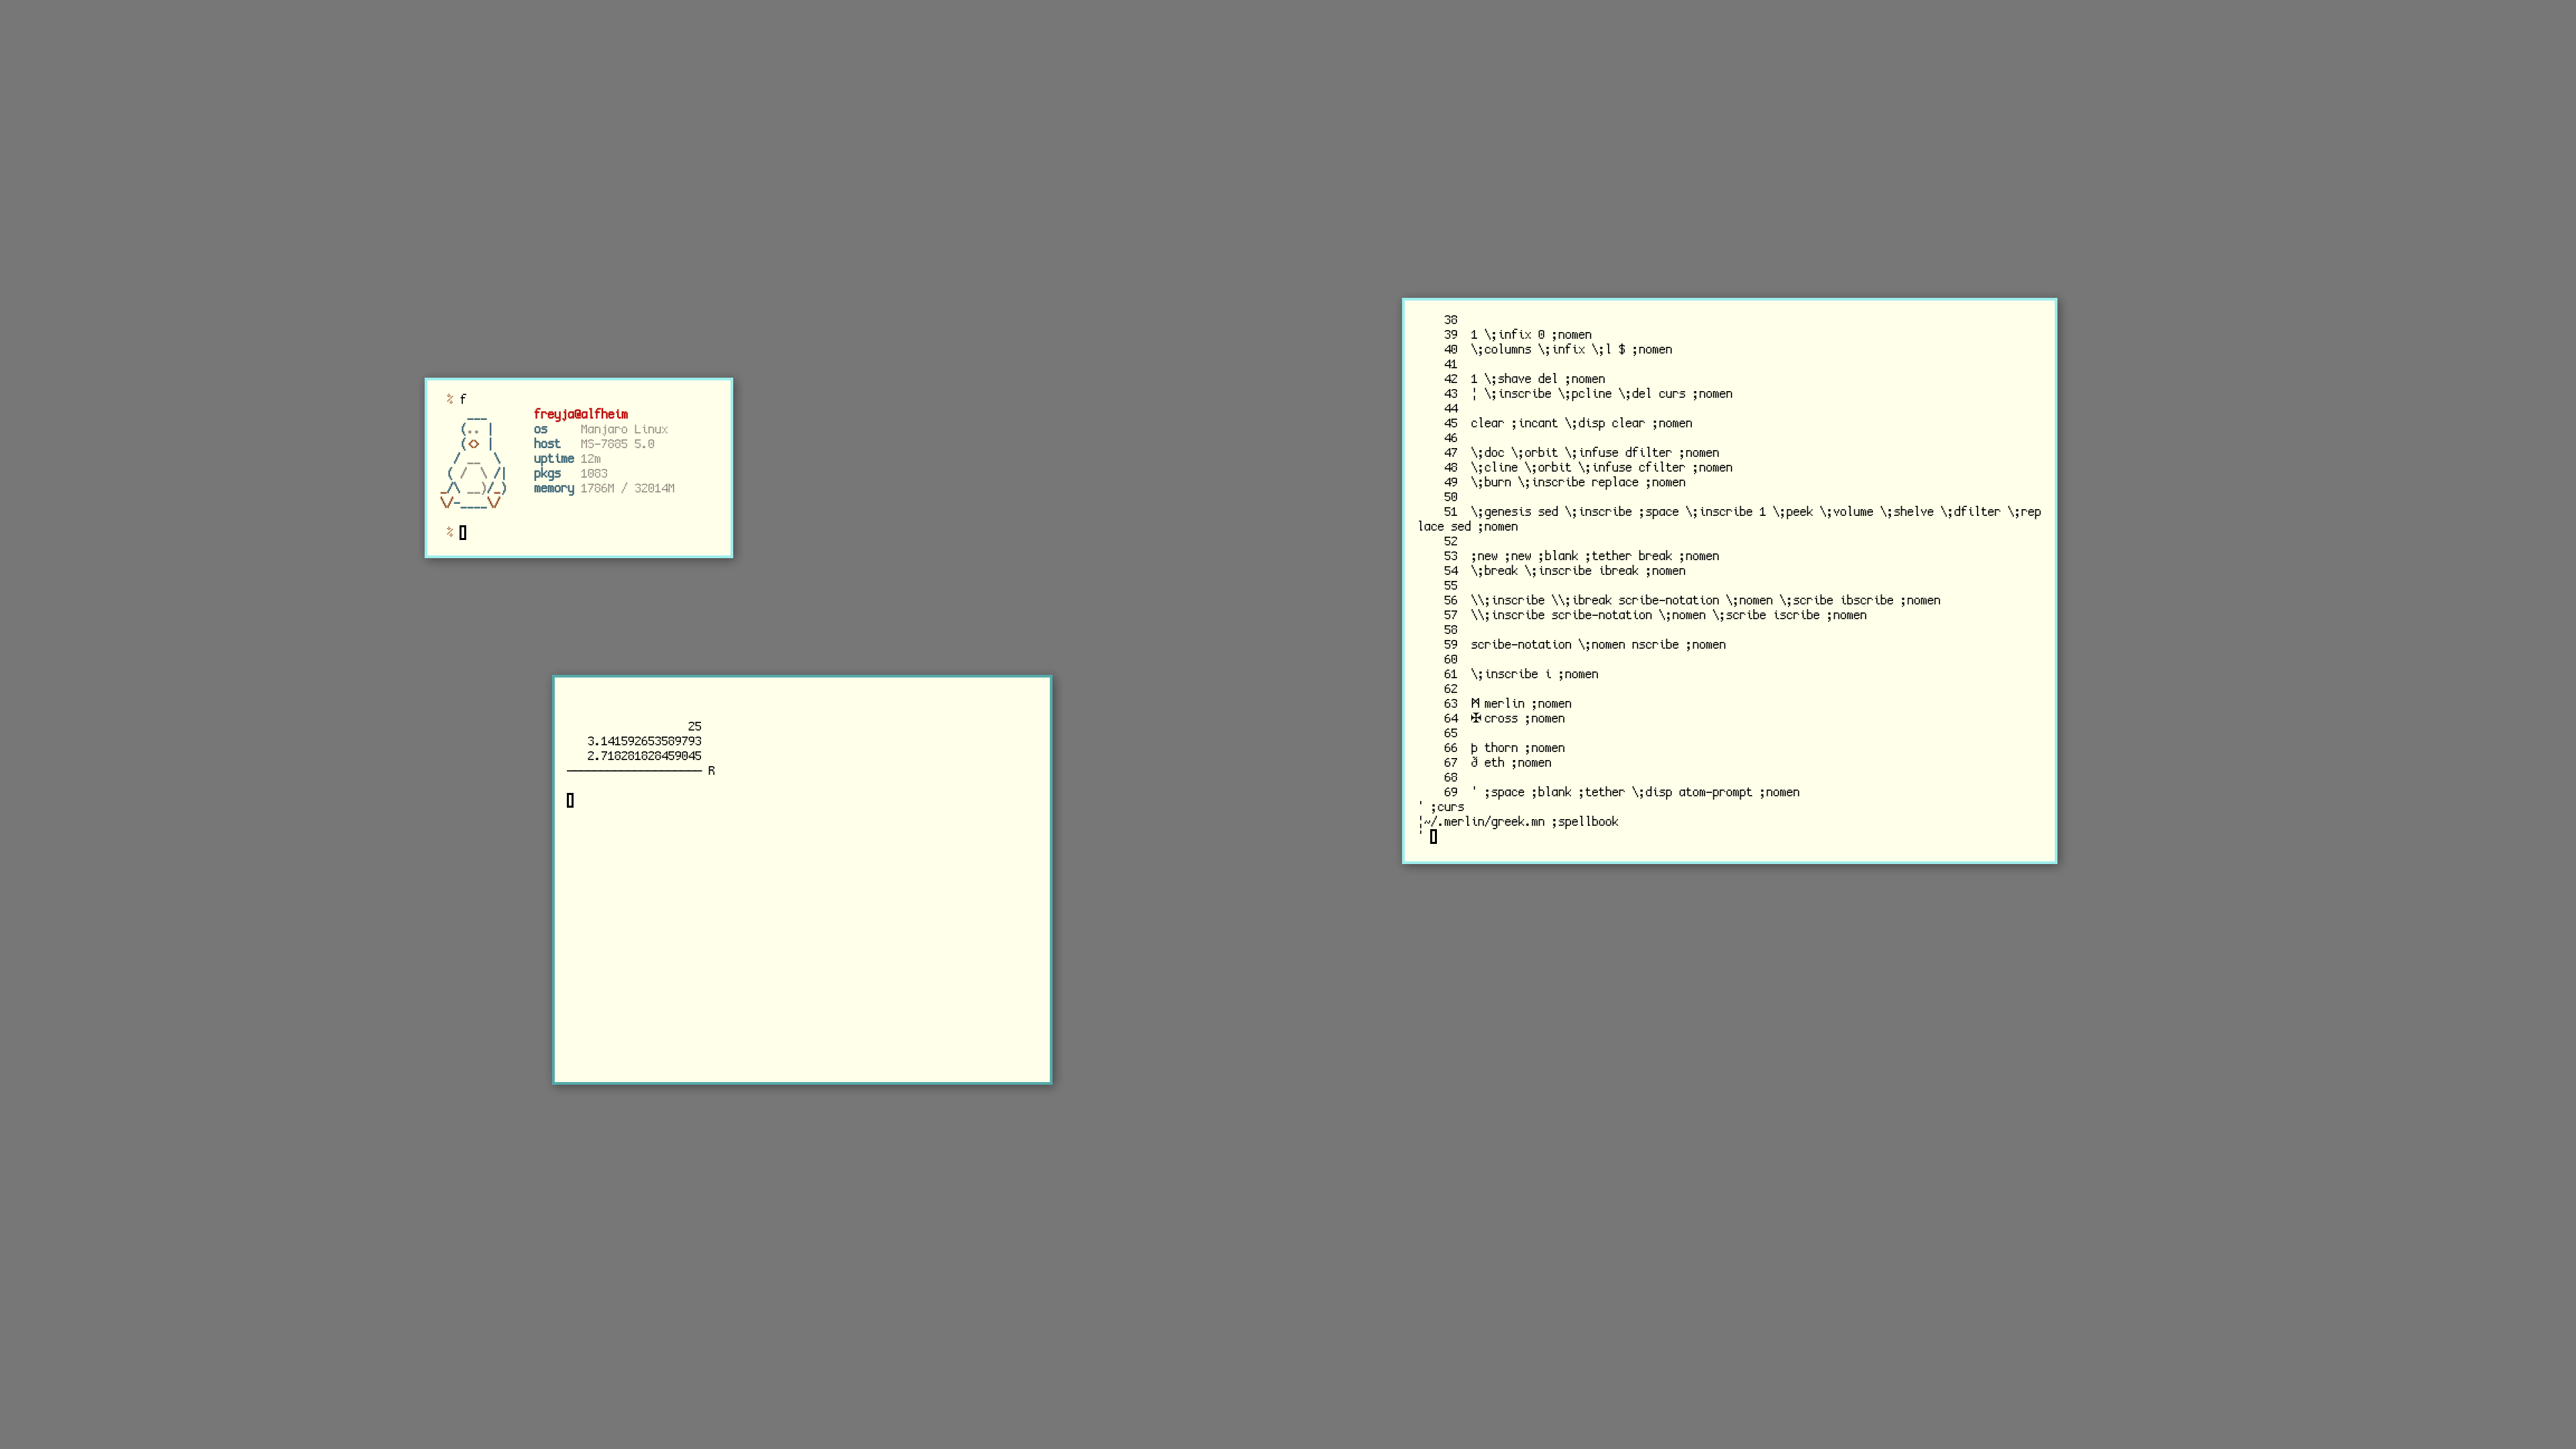 % f
freyja@alfheim
os Manjaro Linux
host MS-7885 5.0
uptime 12m
pkgs 1083
memory 1786M / 32014M
%
25
3.141592653589793
2.718281828459045
R
38
39 1 \;infix 0 ;nomen
40 \;columns \;infix \;l $ ;nomen
41
42 1 \;shave del ;nomen
43 ¦ \;inscribe \;pcline \;del curs ;nomen
44
45 clear ;incant \;disp clear ;nomen
46
47 \;doc \;orbit \;infuse dfilter ;nomen
48 \;cline \;orbit \;infuse cfilter ;nomen
49 \;burn \;inscribe replace ;nomen
50
51 \;genesis sed \;inscribe ;space \;inscribe 1 \;peek \;volume \;shelve \;dfilter \;rep
lace sed ;nomen
52
53 ;new ;new ;blank ;tether break ;nomen
54 \;break \;inscribe ibreak ;nomen
55
56 \\;inscribe \\;ibreak scribe-notation \;nomen \;scribe ibscribe ;nomen
57 \\;inscribe scribe-notation \;nomen \;scribe iscribe ;nomen
58
59 scribe-notation \;nomen nscribe ;nomen
60
61 \;inscribe i ;nomen
62
63 ᛗ merlin ;nomen
64 ✠ cross ;nomen
65
66 þ thorn ;nomen
67 ð eth ;nomen
68
69 ' ;space ;blank ;tether \;disp atom-prompt ;nomen
' ;curs
¦~/.merlin/greek.mn ;spellbook
'